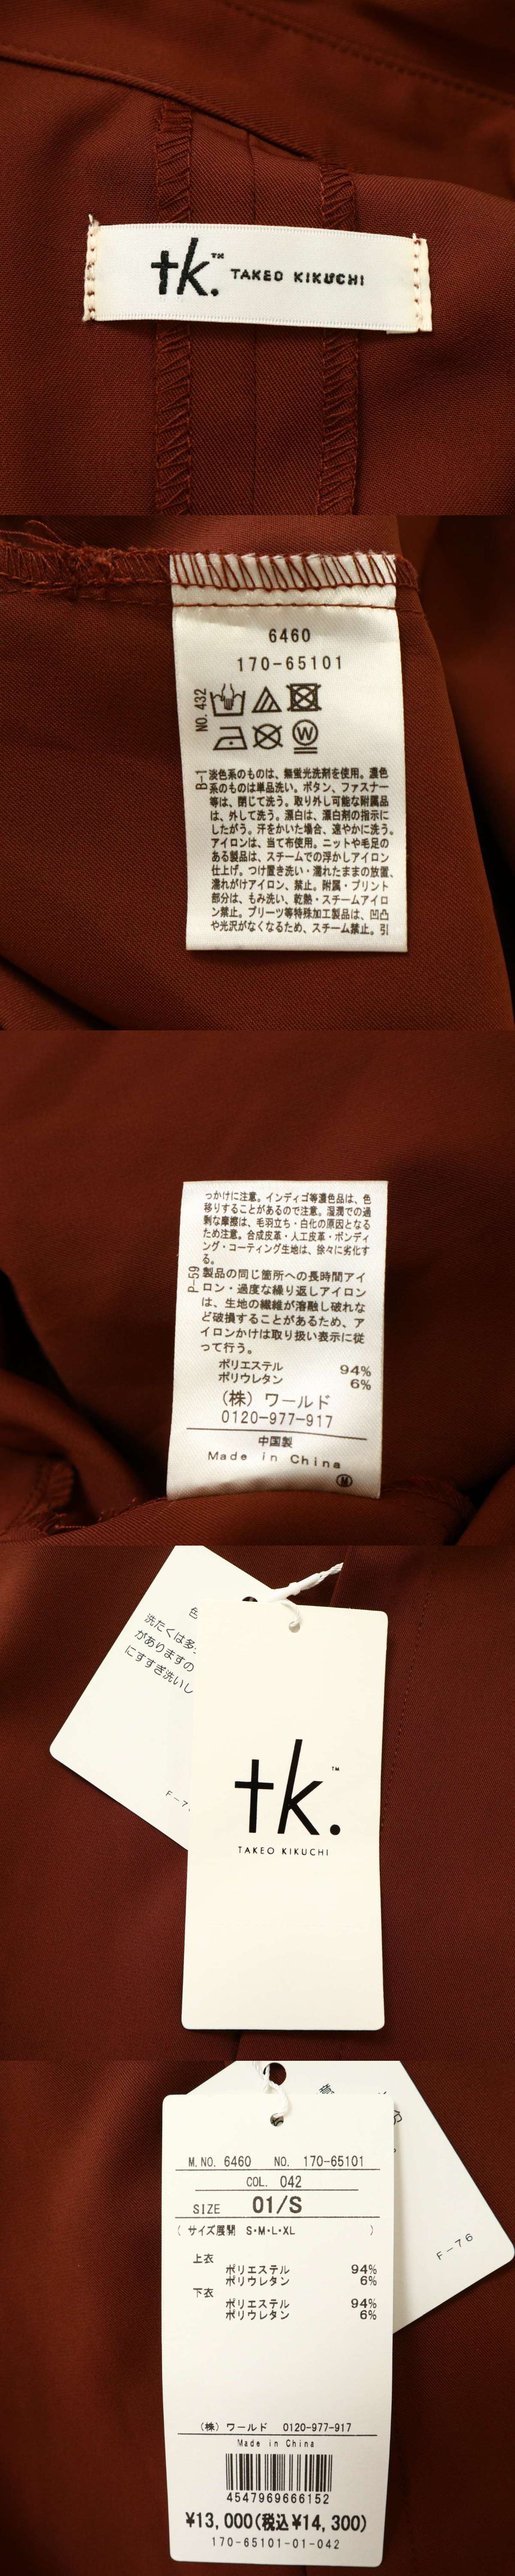 tk.™ TAKEO KIKUCHI
6460
170-65101
NO. 432
W
B-1
淡色系のものは、無蛍光洗剤を使用。濃色
系のものは単品洗い。ボタン、ファスナー
等は、閉じて洗う。取り外し可能な附属品
は、外して洗う。漂白は、漂白剤の指示に
したがう。汗をかいた場合、速やかに洗う。
アイロンは、当て布使用。ニットや毛足の
ある製品は、スチームでの浮かしアイロン
仕上げ。つけ置き洗い・濡れたままの放置、
濡れがけアイロン、禁止。附属・プリント
部分は、もみ洗い、乾熱・スチームアイロ
ン禁止。プリーツ等特殊加工製品は、凹凸
や光沢がなくなるため、スチーム禁止。引
っかけに注意。インディゴ等濃色品は、色
移りすることがあるので注意。湿潤での過
剰な摩擦は、毛羽立ち・白化の原因となる
ため注意。合成皮革・人工皮革・ボンディ
ング・コーティング生地は、徐々に劣化す
る。
P-59
製品の同じ箇所への長時間アイ
ロン・過度な繰り返しアイロン
は、生地の繊維が溶融し破れな
ど破損することがあるため、ア
イロンかけは取り扱い表示に従
って行う。
ポリエステル 94%
ポリウレタン 6%
(株) ワールド
0120-977-917
中国製
Made in China
M
色
洗たくは多
がありますの
にすすぎ洗いし
F-7
tk.™
TAKEO KIKUCHI
M.NO. 6460 NO. 170-65101
COL. 042
SIZE 01/S
( サイズ展開 S・M・L・XL )
上衣
ポリエステル 94%
ポリウレタン 6%
下衣
ポリエステル 94%
ポリウレタン 6%
(株) ワールド 0120-977-917
Made in China
4547969666152
¥13,000(税込¥14,300)
170-65101-01-042
F-76